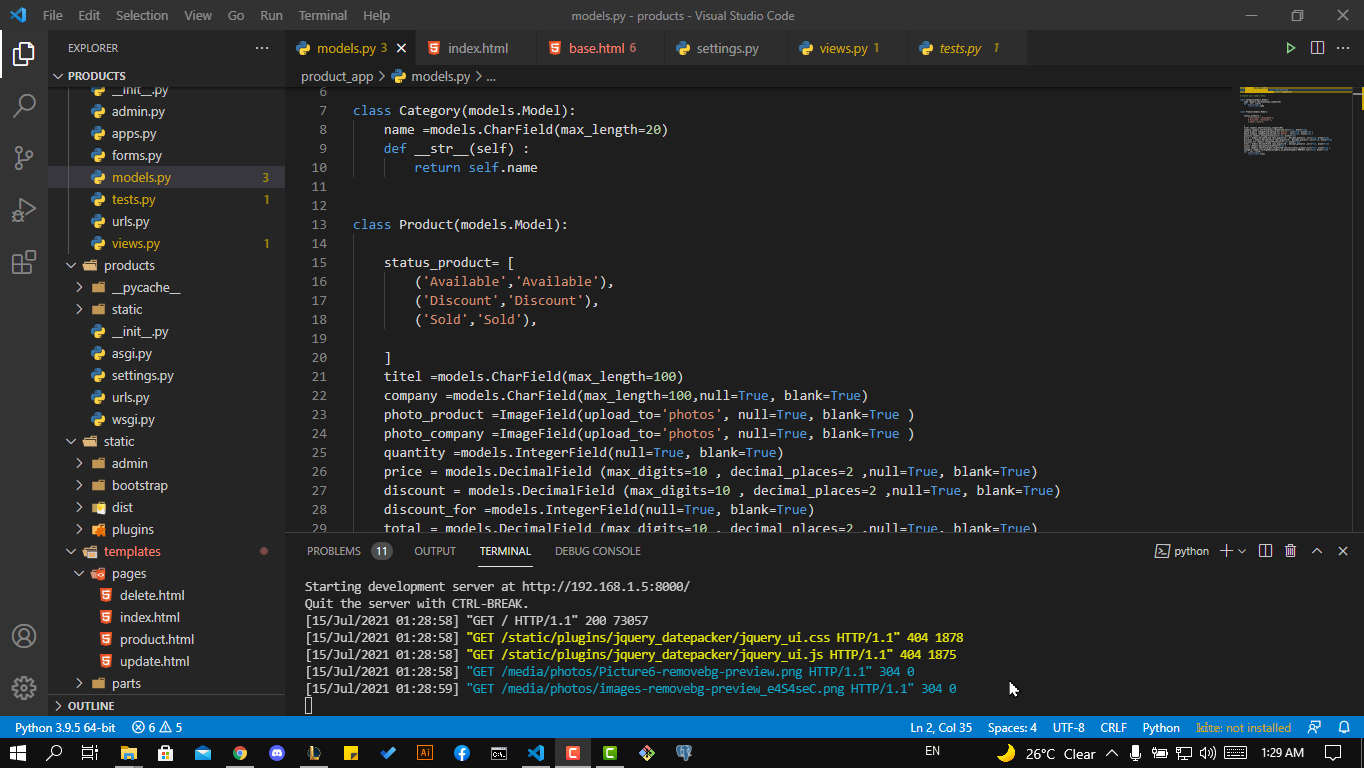 File Edit Selection View Go Run Terminal Help models.py - products - Visual Studio Code
EXPLORER
PRODUCTS
__init__.py
admin.py
apps.py
forms.py
models.py 3
tests.py 1
urls.py
views.py 1
products
__pycache__
static
__init__.py
asgi.py
settings.py
urls.py
wsgi.py
static
admin
bootstrap
dist
plugins
templates
pages
delete.html
index.html
product.html
update.html
parts
OUTLINE
models.py 3 index.html base.html 6 settings.py views.py 1 tests.py 1
product_app > models.py > ...
6
7 class Category(models.Model):
8 name =models.CharField(max_length=20)
9 def __str__(self) :
10 return self.name
11
12
13 class Product(models.Model):
14
15 status_product= [
16 ('Available','Available'),
17 ('Discount','Discount'),
18 ('Sold','Sold'),
19
20 ]
21 titel =models.CharField(max_length=100)
22 company =models.CharField(max_length=100,null=True, blank=True)
23 photo_product =ImageField(upload_to='photos', null=True, blank=True )
24 photo_company =ImageField(upload_to='photos', null=True, blank=True )
25 quantity =models.IntegerField(null=True, blank=True)
26 price = models.DecimalField (max_digits=10 , decimal_places=2 ,null=True, blank=True)
27 discount = models.DecimalField (max_digits=10 , decimal_places=2 ,null=True, blank=True)
28 discount_for =models.IntegerField(null=True, blank=True)
29 total = models.DecimalField (max_digits=10 , decimal_places=2 ,null=True, blank=True)
PROBLEMS 11 OUTPUT TERMINAL DEBUG CONSOLE python
Starting development server at http://192.168.1.5:8000/
Quit the server with CTRL-BREAK.
[15/Jul/2021 01:28:58] "GET / HTTP/1.1" 200 73057
[15/Jul/2021 01:28:58] "GET /static/plugins/jquery_datepacker/jquery_ui.css HTTP/1.1" 404 1878
[15/Jul/2021 01:28:58] "GET /static/plugins/jquery_datepacker/jquery_ui.js HTTP/1.1" 404 1875
[15/Jul/2021 01:28:58] "GET /media/photos/Picture6-removebg-preview.png HTTP/1.1" 304 0
[15/Jul/2021 01:28:59] "GET /media/photos/images-removebg-preview_e4S4seC.png HTTP/1.1" 304 0
Python 3.9.5 64-bit 6 5 Ln 2, Col 35 Spaces: 4 UTF-8 CRLF Python kite: not installed
EN 26°C Clear 1:29 AM